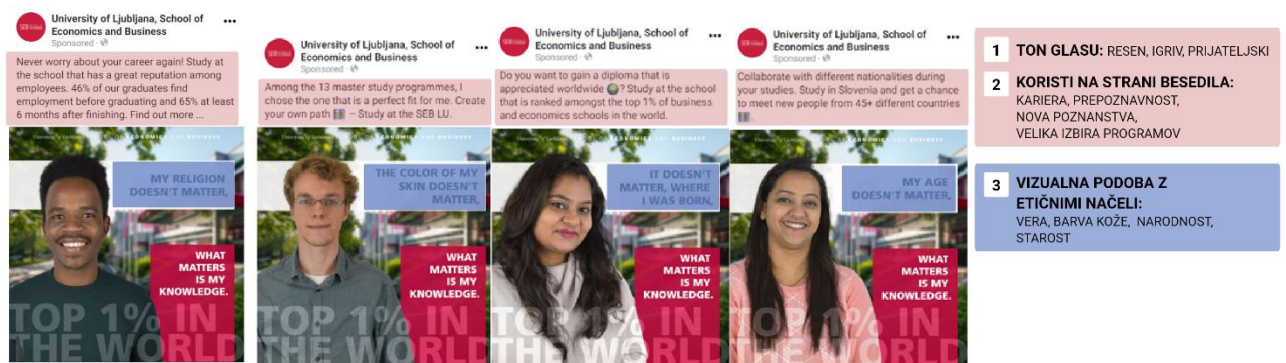 University of Ljubljana, School of
Economics and Business
Sponsored
Never worry about your career again! Study at
the school that has a great reputation among
employees. 46% of our graduates find
employment before graduating and 65% at least
6 months after finishing. Find out more ...
MY RELIGION
DOESN'T MATTER,
WHAT
MATTERS
IS MY
KNOWLEDGE.
TOP 1% IN
THE WORLD
University of Ljubljana, School of
Economics and Business
Sponsored
Among the 13 master study programmes, I
chose the one that is a perfect fit for me. Create
your own path – Study at the SEB LU.
THE COLOR OF MY
SKIN DOESN'T
MATTER,
WHAT
MATTERS
IS MY
KNOWLEDGE.
TOP 1% IN
THE WORLD
University of Ljubljana, School of
Economics and Business
Sponsored
Do you want to gain a diploma that is
appreciated worldwide ? Study at the school
that is ranked amongst the top 1% of business
and economics schools in the world.
IT DOESN'T
MATTER, WHERE
I WAS BORN,
WHAT
MATTERS
IS MY
KNOWLEDGE.
TOP 1% IN
THE WORLD
University of Ljubljana, School of
Economics and Business
Sponsored
Collaborate with different nationalities during
your studies. Study in Slovenia and get a chance
to meet new people from 45+ different countries
.
MY AGE
DOESN'T MATTER,
WHAT
MATTERS
IS MY
KNOWLEDGE.
TOP 1% IN
THE WORLD
1 TON GLASU: RESEN, IGRIV, PRIJATELJSKI
2 KORISTI NA STRANI BESEDILA:
KARIERA, PREPOZNAVNOST,
NOVA POZNANSTVA,
VELIKA IZBIRA PROGRAMOV
3 VIZUALNA PODOBA Z
ETIČNIMI NAČELI:
VERA, BARVA KOŽE, NARODNOST,
STAROST